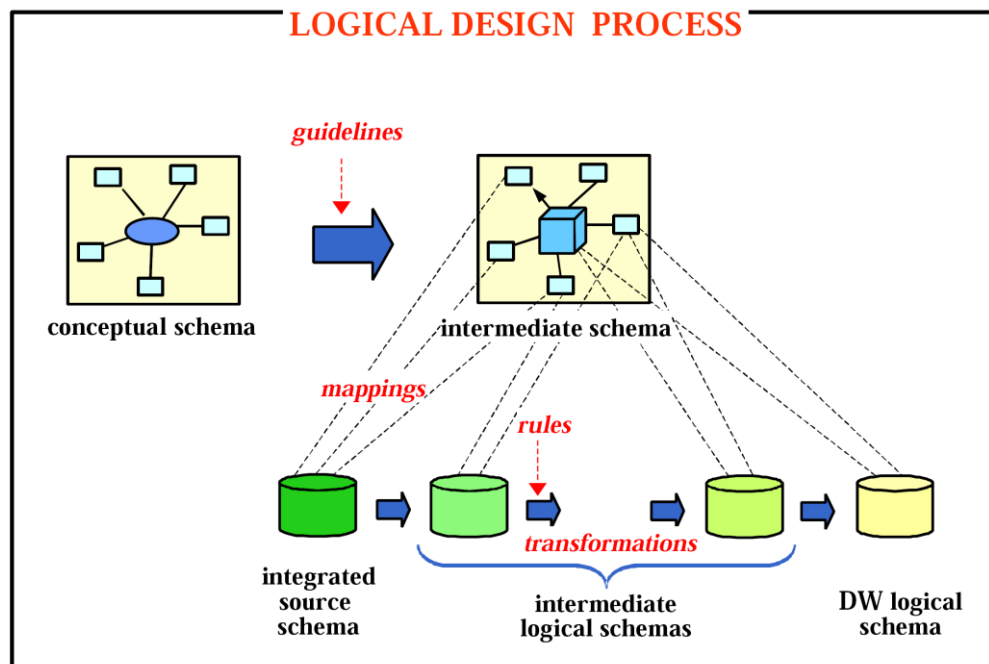 LOGICAL DESIGN PROCESS
guidelines
conceptual schema
intermediate schema
mappings
rules
transformations
integrated
source
schema
intermediate
logical schemas
DW logical
schema